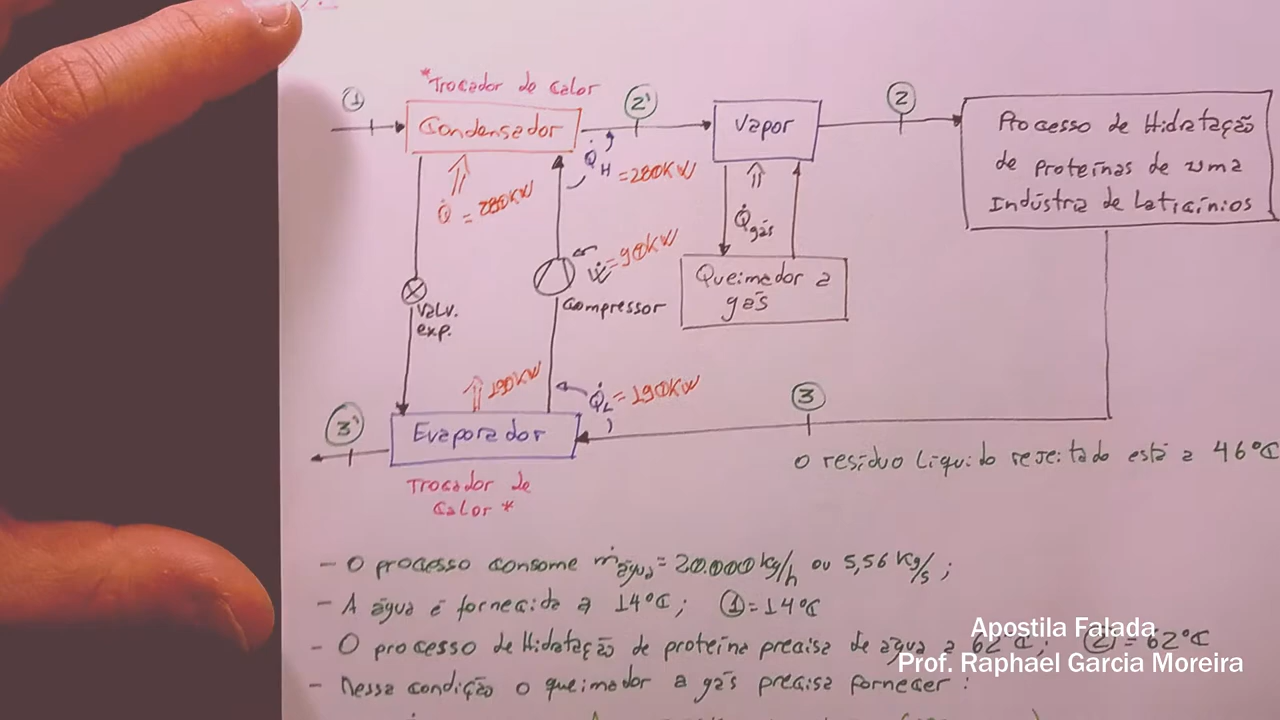 *Trocador de calor
1
Condensador
2'
Vapor
2
Processo de Hidratação
de proteínas de uma
Indústria de Laticínios
Q̇H = 280KW
Q̇ = 280KW
Q̇gás
Ẇ = 90KW
Queimador a
gás
Valv.
exp.
Compressor
190KW
Q̇L = 190KW
3
3'
Evaporador
O resíduo líquido rejeitado está a 46°C
Trocador de
Calor *
- O processo consome ṁágua = 20.000 kg/h ou 5,56 Kg/s;
- A água é fornecida a 14°C; 1 = 14°C
- O processo de Hidratação de proteína precisa de água a 62°C; 2 = 62°C
- Nessa condição o queimador a gás precisa fornecer:
Apostila Falada
Prof. Raphael Garcia Moreira